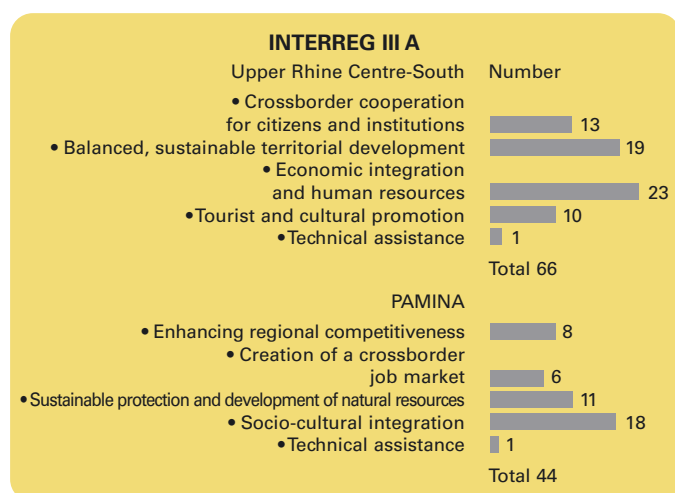 INTERREG III A
Upper Rhine Centre-South Number
• Crossborder cooperation
for citizens and institutions 13
• Balanced, sustainable territorial development 19
• Economic integration
and human resources 23
•Tourist and cultural promotion 10
•Technical assistance 1
Total 66
PAMINA
• Enhancing regional competitiveness 8
• Creation of a crossborder
job market 6
• Sustainable protection and development of natural resources 11
• Socio-cultural integration 18
•Technical assistance 1
Total 44